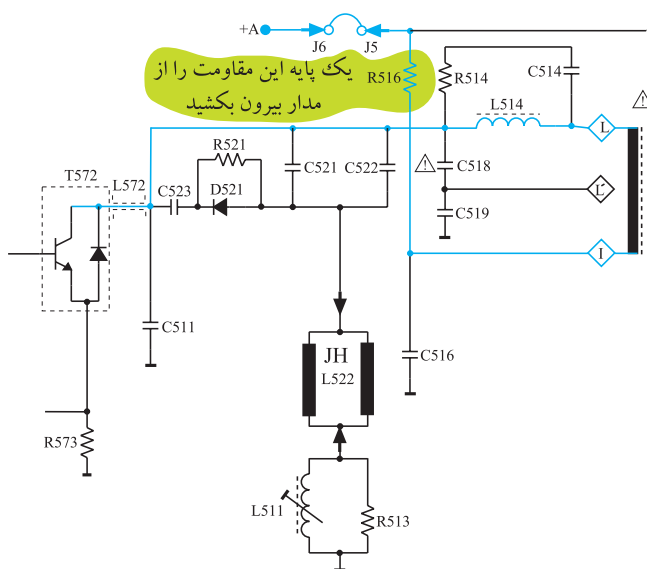 +A
J6
J5
یک پایه این مقاومت را از
مدار بیرون بکشید
R516
R514
C514
L514
L
R521
C521
C522
C518
L'
T572
L572
C523
D521
C519
I
C511
JH
L522
C516
R573
L511
R513